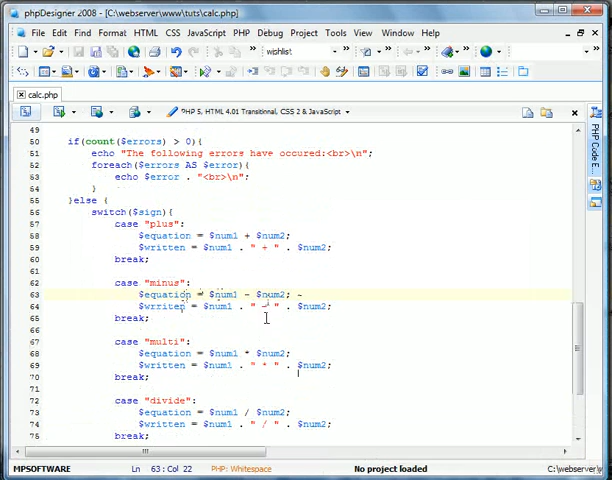 phpDesigner 2008 - [C:\webserver\www\tuts\calc.php]
File Edit Find Format HTML CSS JavaScript PHP Debug Project Tools View Window Help
wishlist
calc.php
PHP 5, HTML 4.01 Transitional, CSS 2 & JavaScript
49
50 if(count($errors) > 0){
51 echo "The following errors have occured:<br>\n";
52 foreach($errors AS $error){
53 echo $error . "<br>\n";
54 }
55 }else {
56 switch($sign){
57 case "plus":
58 $equation = $num1 + $num2;
59 $written = $num1 . " + " . $num2;
60 break;
61
62 case "minus":
63 $equation = $num1 - $num2;
64 $written = $num1 . " - " . $num2;
65 break;
66
67 case "multi":
68 $equation = $num1 * $num2;
69 $written = $num1 . " * " . $num2;
70 break;
71
72 case "divide":
73 $equation = $num1 / $num2;
74 $written = $num1 . " / " . $num2;
75 break;
PHP Code E
MPSOFTWARE Ln 63 : Col 22 PHP: Whitespace No project loaded C:\webserver\w